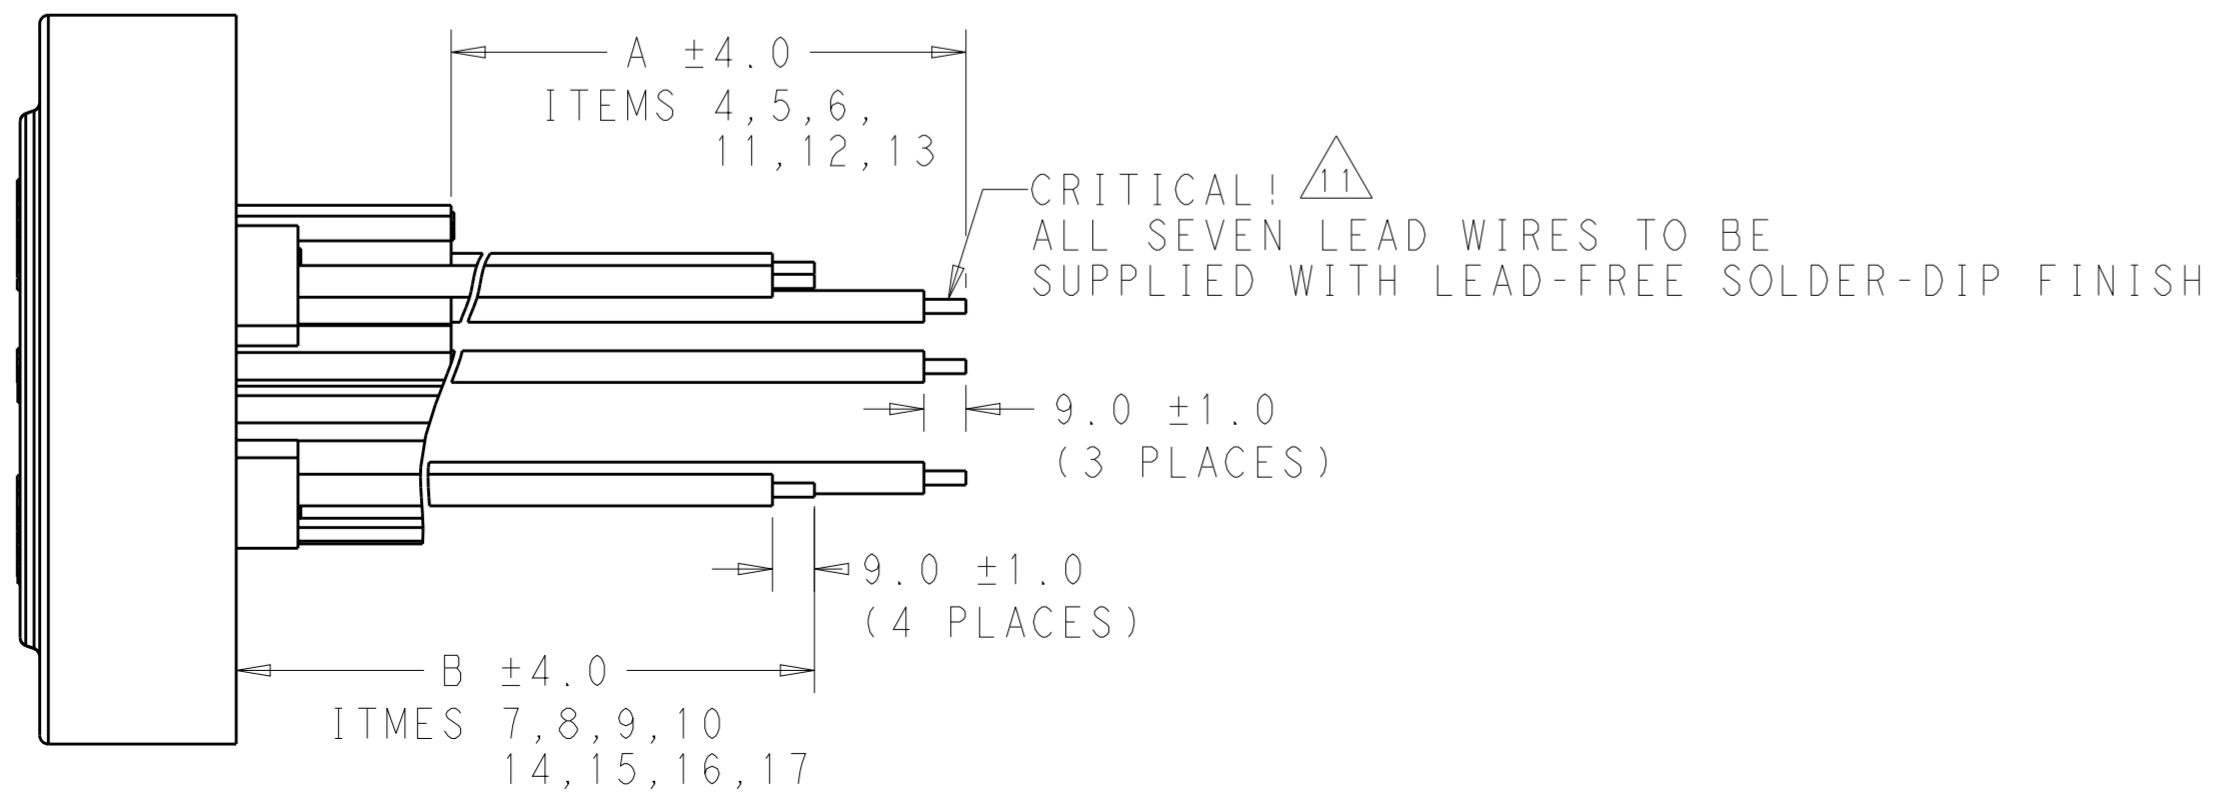 A ±4.0
ITEMS 4,5,6,
11,12,13
CRITICAL! 11
ALL SEVEN LEAD WIRES TO BE
SUPPLIED WITH LEAD-FREE SOLDER-DIP FINISH
9.0 ±1.0
(3 PLACES)
9.0 ±1.0
(4 PLACES)
B ±4.0
ITMES 7,8,9,10
14,15,16,17